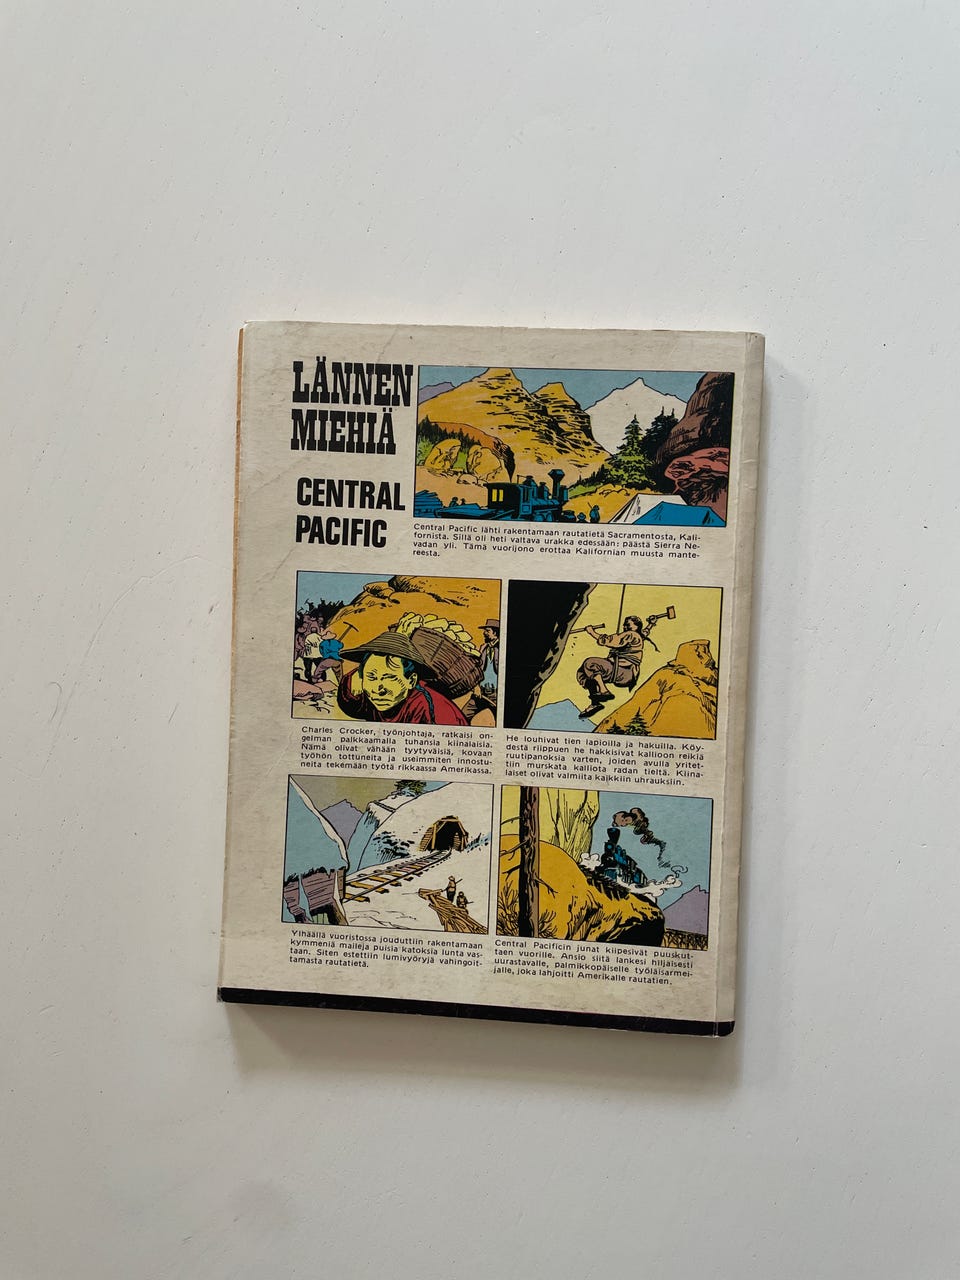 LÄNNEN
MIEHIÄ
CENTRAL
PACIFIC
Central Pacific lähti rakentamaan rautatietä Sacramentosta, Kali-
fornista. Sillä oli heti valtava urakka edessään: päästä Sierra Ne-
vadan yli. Tämä vuorijono erottaa Kalifornian muusta mante-
reesta.
Charles Crocker, työnjohtaja, ratkaisi on-
gelman palkkaamalla tuhansia kiinalaisia.
Nämä olivat vähään tyytyväisiä, kovaan
työhön tottuneita ja useimmiten innostu-
neita tekemään työtä rikkaassa Amerikassa.
He louhivat tien lapioilla ja hakuilla. Köy-
destä riippuen he hakkisivat kallioon reikiä
ruutipanoksia varten, joiden avulla yritet-
tiin murskata kalliota radan tieltä. Kiina-
laiset olivat valmiita kaikkiin uhrauksiin.
Ylhäällä vuoristossa jouduttiin rakentamaan
kymmeniä maileja puisia katoksia lunta vas-
taan. Siten estettiin lumivyöryjä vahingoit-
tamasta rautatietä.
Central Pacificin junat kiipesivät puuskut-
taen vuorille. Ansio siitä lankesi hiljaisesti
uurastavalle, palmikkopäiselle työläisarmei-
jalle, joka lahjoitti Amerikalle rautatien.